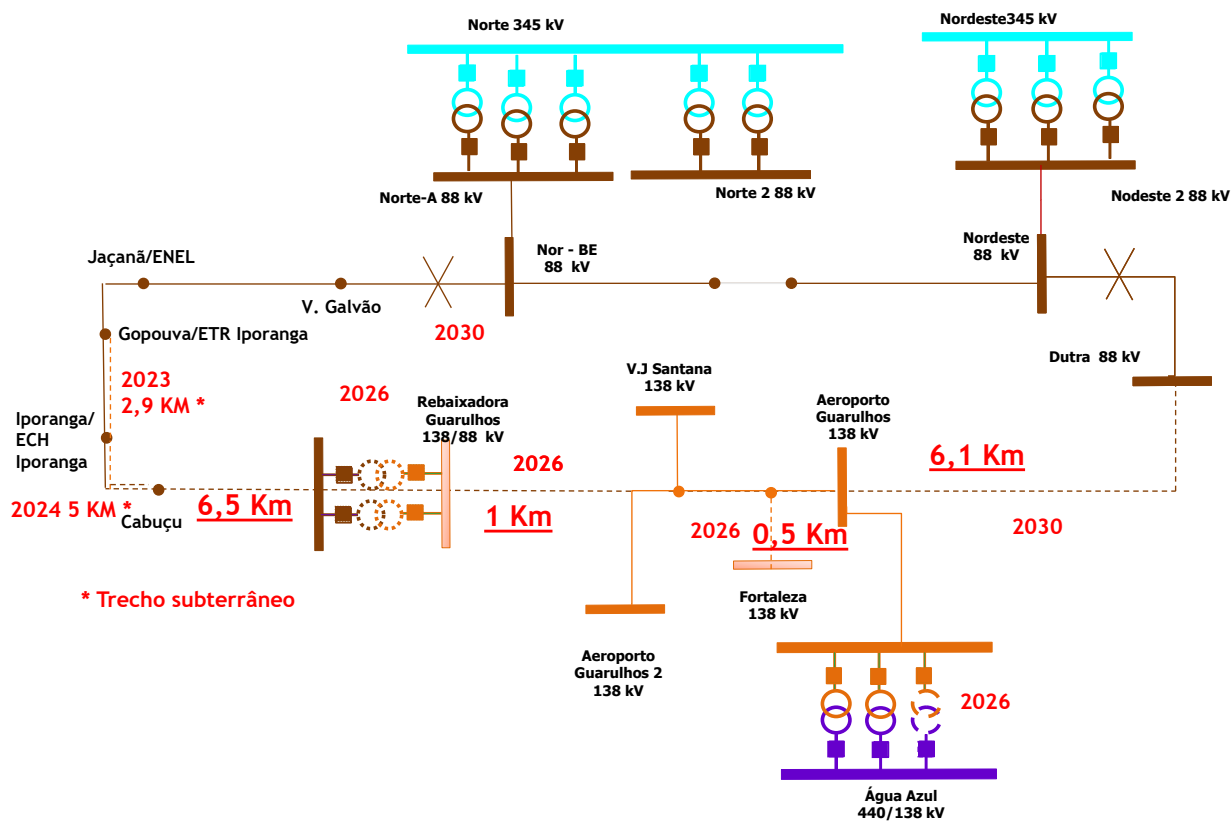 Norte 345 kV
Nordeste345 kV
Norte-A 88 kV
Norte 2 88 kV
Nodeste 2 88 kV
Nor - BE
88 kV
Nordeste
88 kV
Jaçanã/ENEL
V. Galvão
2030
Gopouva/ETR Iporanga
Dutra 88 kV
2023
2,9 KM *
2026
V.J Santana
138 kV
Rebaixadora
Guarulhos
138/88 kV
Aeroporto
Guarulhos
138 kV
Iporanga/
ECH
Iporanga
2026
6,1 Km
2024 5 KM *
Cabuçu
6,5 Km
1 Km
2026
0,5 Km
2030
* Trecho subterrâneo
Fortaleza
138 kV
Aeroporto
Guarulhos 2
138 kV
2026
Água Azul
440/138 kV